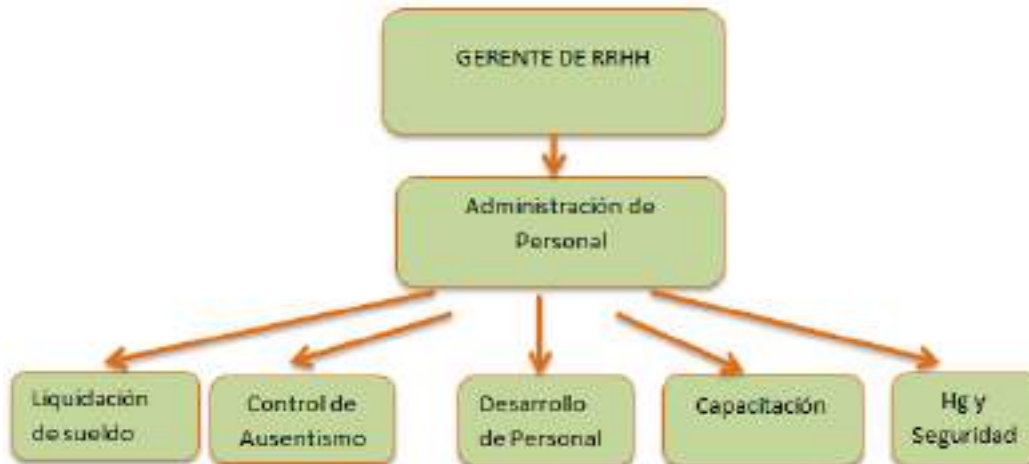 GERENTE DE RRHH
Administración de
Personal
Liquidación
de sueldo
Control de
Ausentismo
Desarrollo
de Personal
Capacitación
Hg y
Seguridad